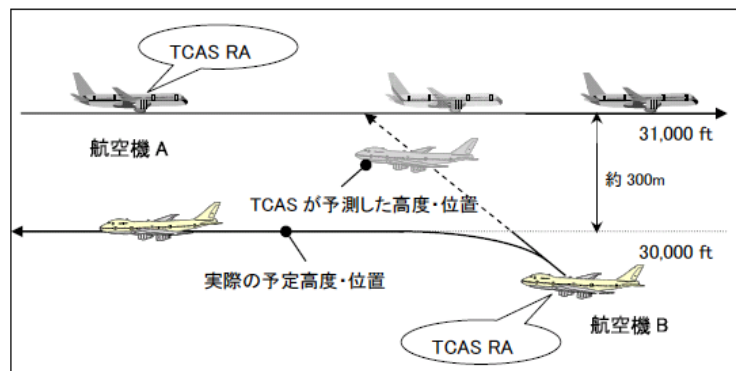 TCAS RA
航空機 A
31,000 ft
約 300m
TCAS が予測した高度・位置
30,000 ft
実際の予定高度・位置
航空機 B
TCAS RA